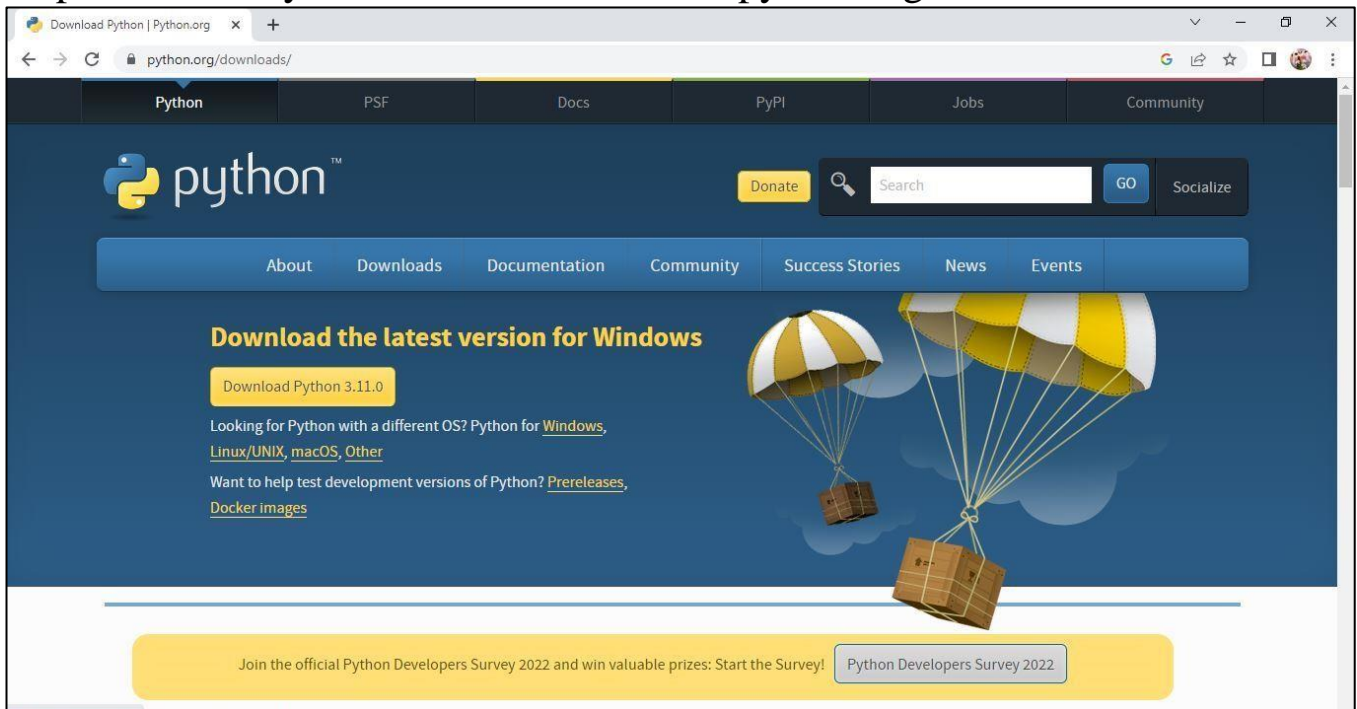 Download Python | Python.org
python.org/downloads/
Python PSF Docs PyPI Jobs Community
python™
Donate Search GO Socialize
About Downloads Documentation Community Success Stories News Events
Download the latest version for Windows
Download Python 3.11.0
Looking for Python with a different OS? Python for Windows,
Linux/UNIX, macOS, Other
Want to help test development versions of Python? Prereleases,
Docker images
Join the official Python Developers Survey 2022 and win valuable prizes: Start the Survey! Python Developers Survey 2022